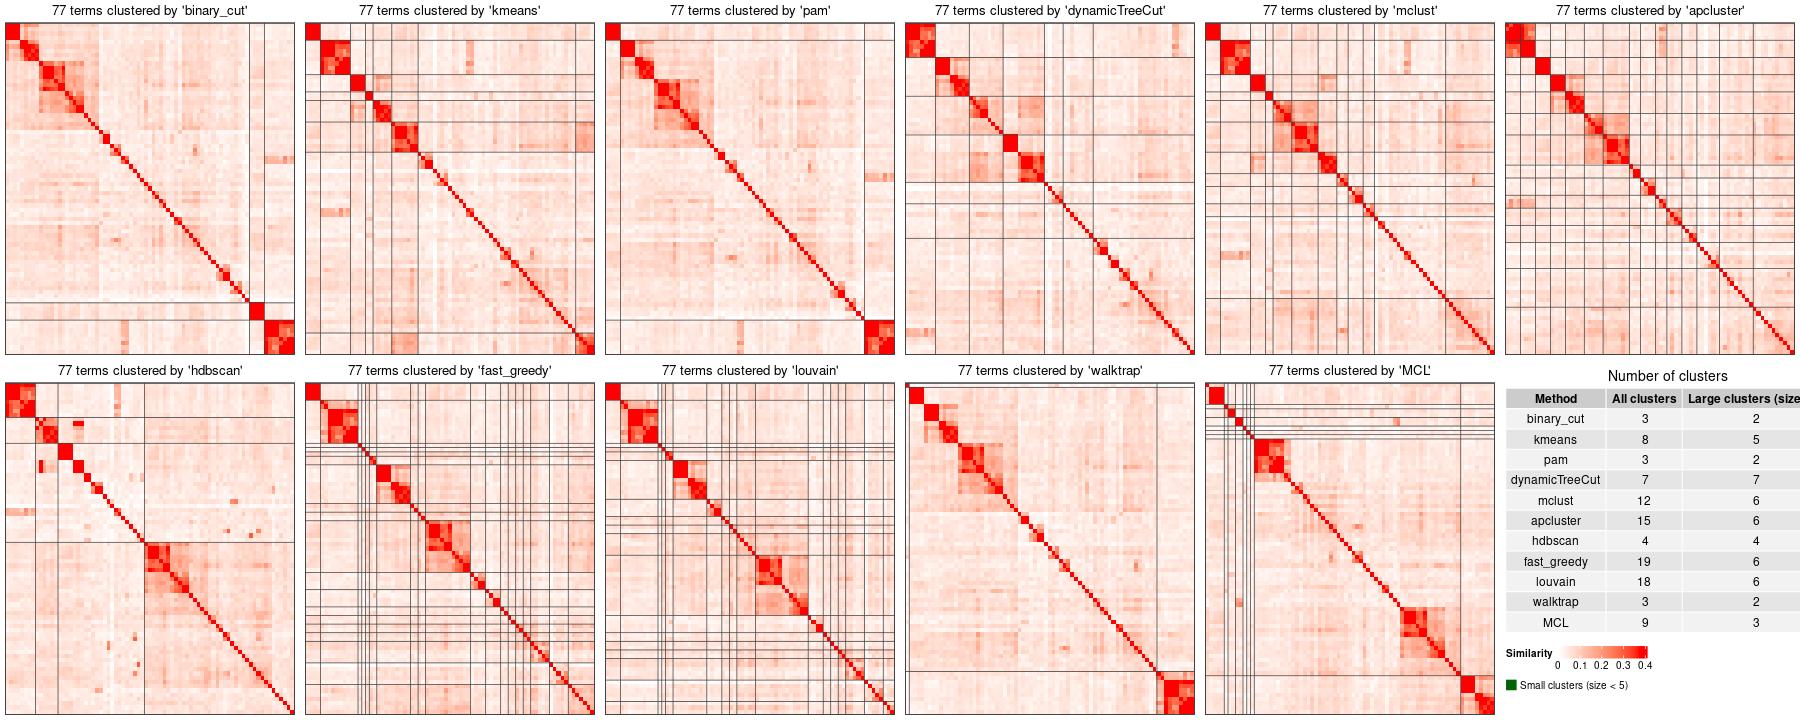 77 terms clustered by 'binary_cut'
77 terms clustered by 'kmeans'
77 terms clustered by 'pam'
77 terms clustered by 'dynamicTreeCut'
77 terms clustered by 'mclust'
77 terms clustered by 'apcluster'
77 terms clustered by 'hdbscan'
77 terms clustered by 'fast_greedy'
77 terms clustered by 'louvain'
77 terms clustered by 'walktrap'
77 terms clustered by 'MCL'
Number of clusters
Method All clusters Large clusters (size
binary_cut 3 2
kmeans 8 5
pam 3 2
dynamicTreeCut 7 7
mclust 12 6
apcluster 15 6
hdbscan 4 4
fast_greedy 19 6
louvain 18 6
walktrap 3 2
MCL 9 3
Similarity
0 0.1 0.2 0.3 0.4
Small clusters (size < 5)